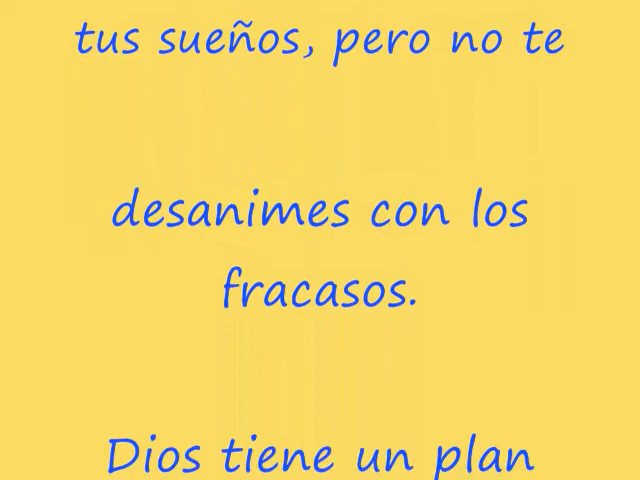 tus sueños, pero no te
desanimes con los
fracasos.
Dios tiene un plan